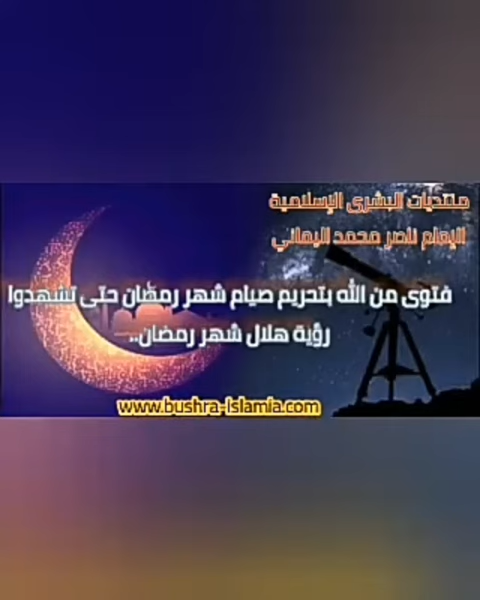 منتديات البشرى الإسلامية
الإمام ناصر محمد اليماني
فتوى من الله بتحريم صيام شهر رمضان حتى تشهدوا
رؤية هلال شهر رمضان..
www.bushra-islamia.com